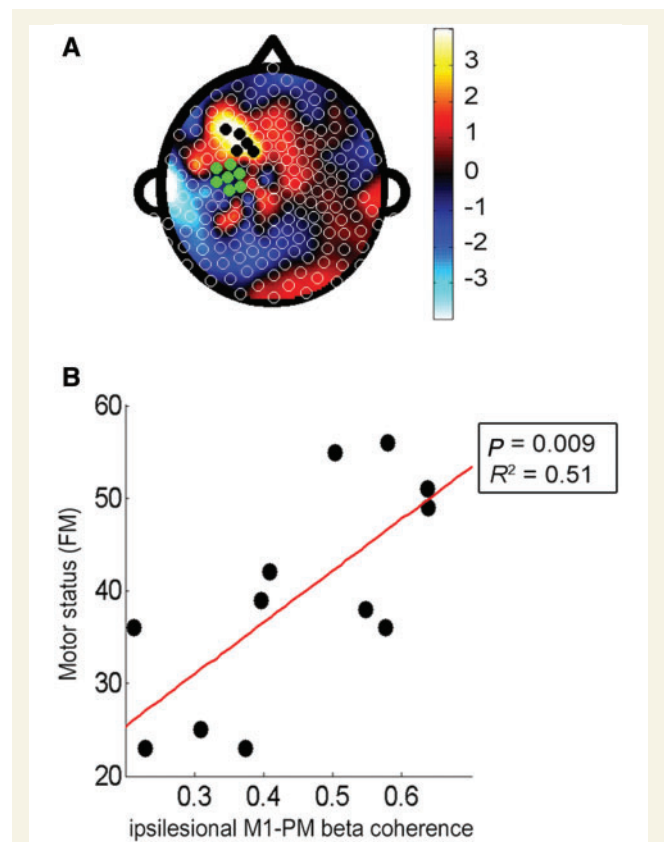 A
3
2
1
0
-1
-2
-3
B
60
50
40
30
20
Motor status (FM)
P = 0.009
R² = 0.51
0.3 0.4 0.5 0.6
ipsilesional M1-PM beta coherence